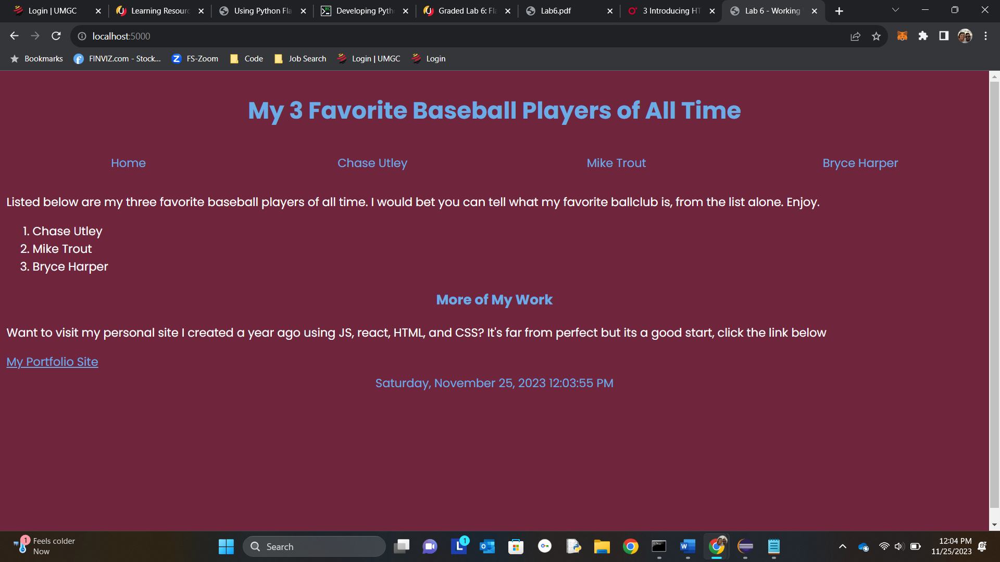 Login | UMGC
Learning Resourc
Using Python Fla
Developing Pyth
Graded Lab 6: Fla
Lab6.pdf
3 Introducing HT
Lab 6 - Working
localhost:5000
Bookmarks
FINVIZ.com - Stock...
FS-Zoom
Code
Job Search
Login | UMGC
Login
My 3 Favorite Baseball Players of All Time
Home
Chase Utley
Mike Trout
Bryce Harper
Listed below are my three favorite baseball players of all time. I would bet you can tell what my favorite ballclub is, from the list alone. Enjoy.
1. Chase Utley
2. Mike Trout
3. Bryce Harper
More of My Work
Want to visit my personal site I created a year ago using JS, react, HTML, and CSS? It's far from perfect but its a good start, click the link below
My Portfolio Site
Saturday, November 25, 2023 12:03:55 PM
1
Feels colder
Now
Search
L
1
12:04 PM
11/25/2023